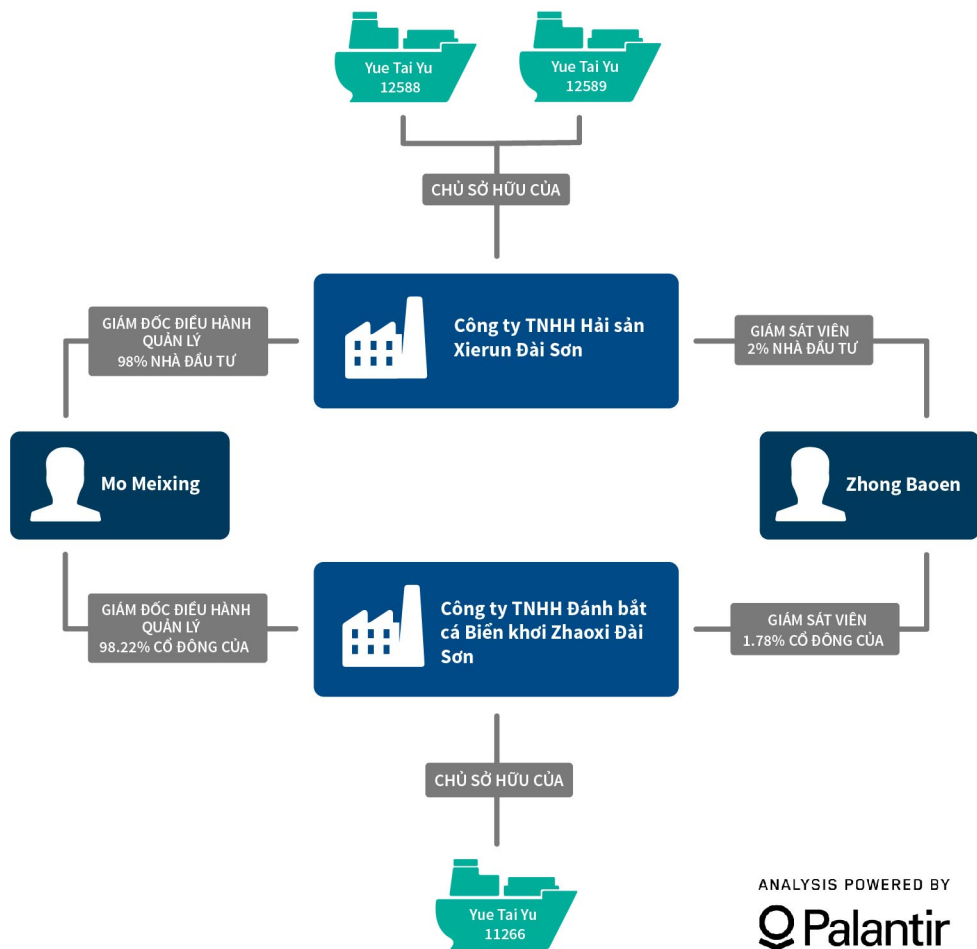 Yue Tai Yu
12588
Yue Tai Yu
12589
CHỦ SỞ HỮU CỦA
GIÁM ĐỐC ĐIỀU HÀNH
QUẢN LÝ
98% NHÀ ĐẦU TƯ
Công ty TNHH Hải sản
Xierun Đài Sơn
GIÁM SÁT VIÊN
2% NHÀ ĐẦU TƯ
Mo Meixing
Zhong Baoen
GIÁM ĐỐC ĐIỀU HÀNH
QUẢN LÝ
98.22% CỔ ĐÔNG CỦA
Công ty TNHH Đánh bắt
cá Biển khơi Zhaoxi Đài
Sơn
GIÁM SÁT VIÊN
1.78% CỔ ĐÔNG CỦA
CHỦ SỞ HỮU CỦA
Yue Tai Yu
11266
ANALYSIS POWERED BY
Palantir